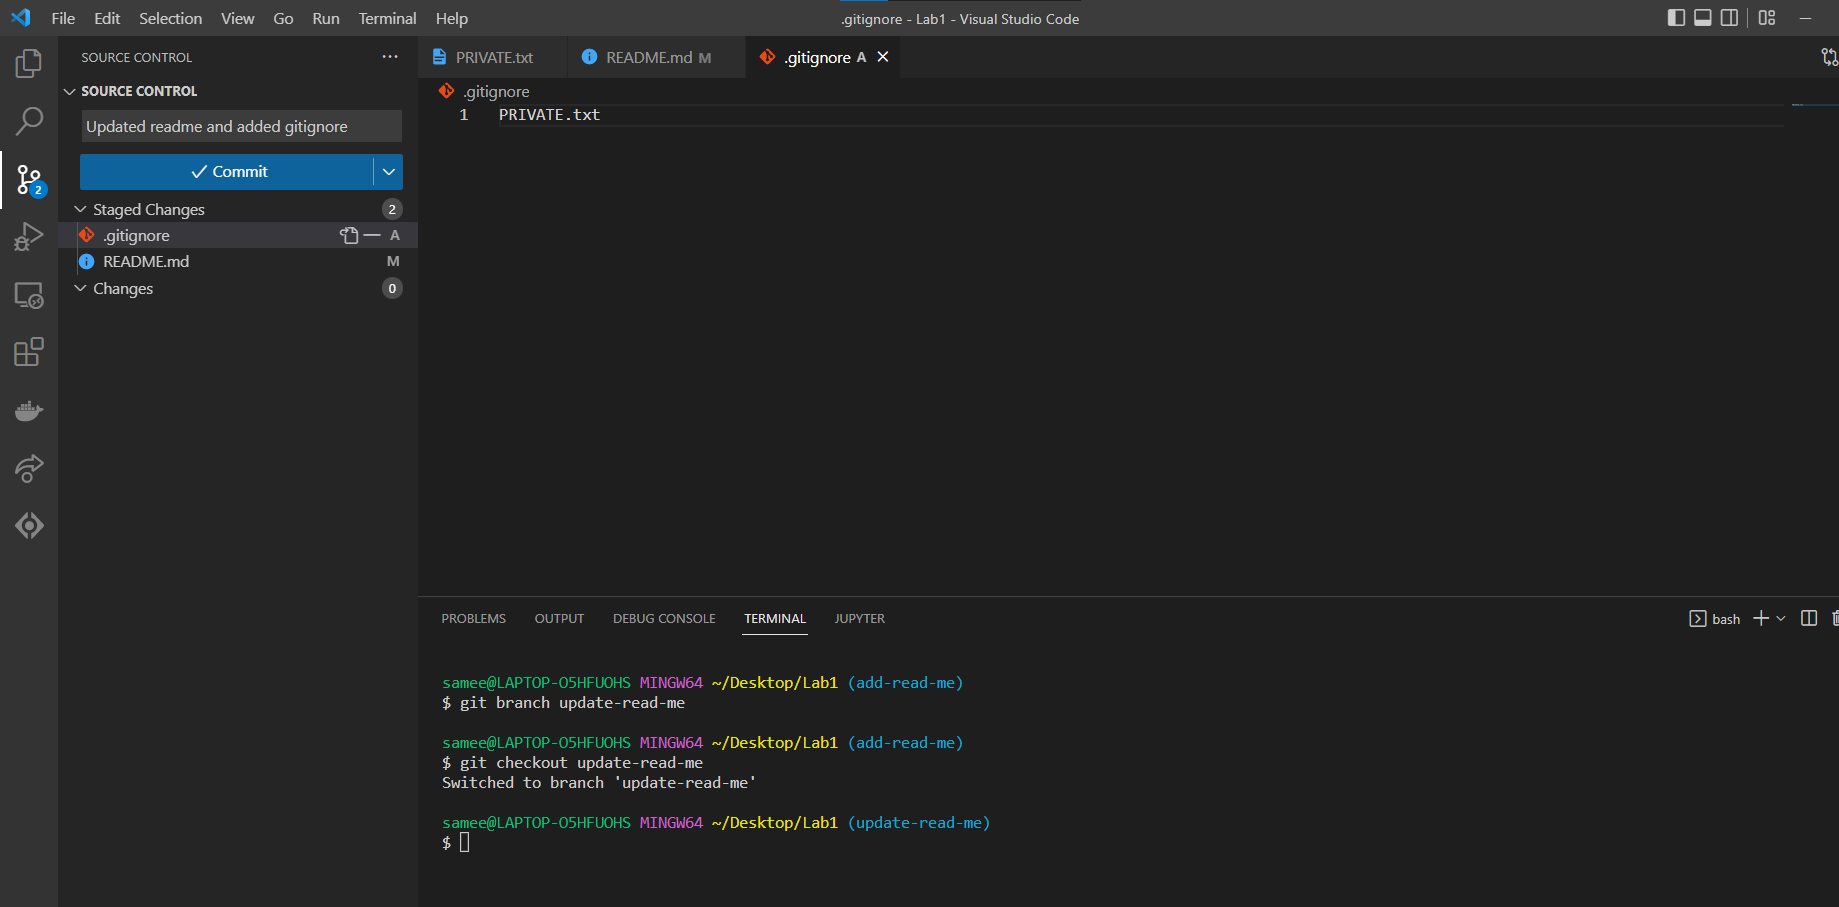 File Edit Selection View Go Run Terminal Help
.gitignore - Lab1 - Visual Studio Code
SOURCE CONTROL
SOURCE CONTROL
Updated readme and added gitignore
Commit
Staged Changes 2
.gitignore A
README.md M
Changes 0
2
PRIVATE.txt README.md M .gitignore A
.gitignore
1 PRIVATE.txt
PROBLEMS OUTPUT DEBUG CONSOLE TERMINAL JUPYTER
bash
samee@LAPTOP-O5HFUOHS MINGW64 ~/Desktop/Lab1 (add-read-me)
$ git branch update-read-me
samee@LAPTOP-O5HFUOHS MINGW64 ~/Desktop/Lab1 (add-read-me)
$ git checkout update-read-me
Switched to branch 'update-read-me'
samee@LAPTOP-O5HFUOHS MINGW64 ~/Desktop/Lab1 (update-read-me)
$